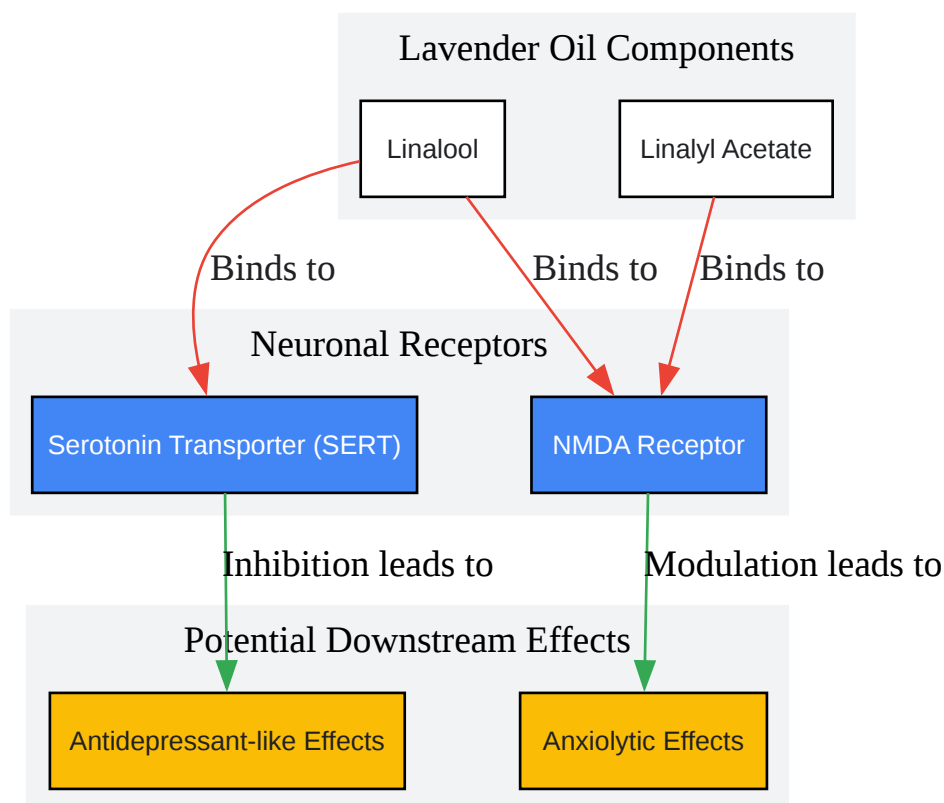 Lavender Oil Components
Linalool
Linalyl Acetate
Binds to
Binds to
Binds to
Neuronal Receptors
Serotonin Transporter (SERT)
NMDA Receptor
Inhibition leads to
Modulation leads to
Potential Downstream Effects
Antidepressant-like Effects
Anxiolytic Effects